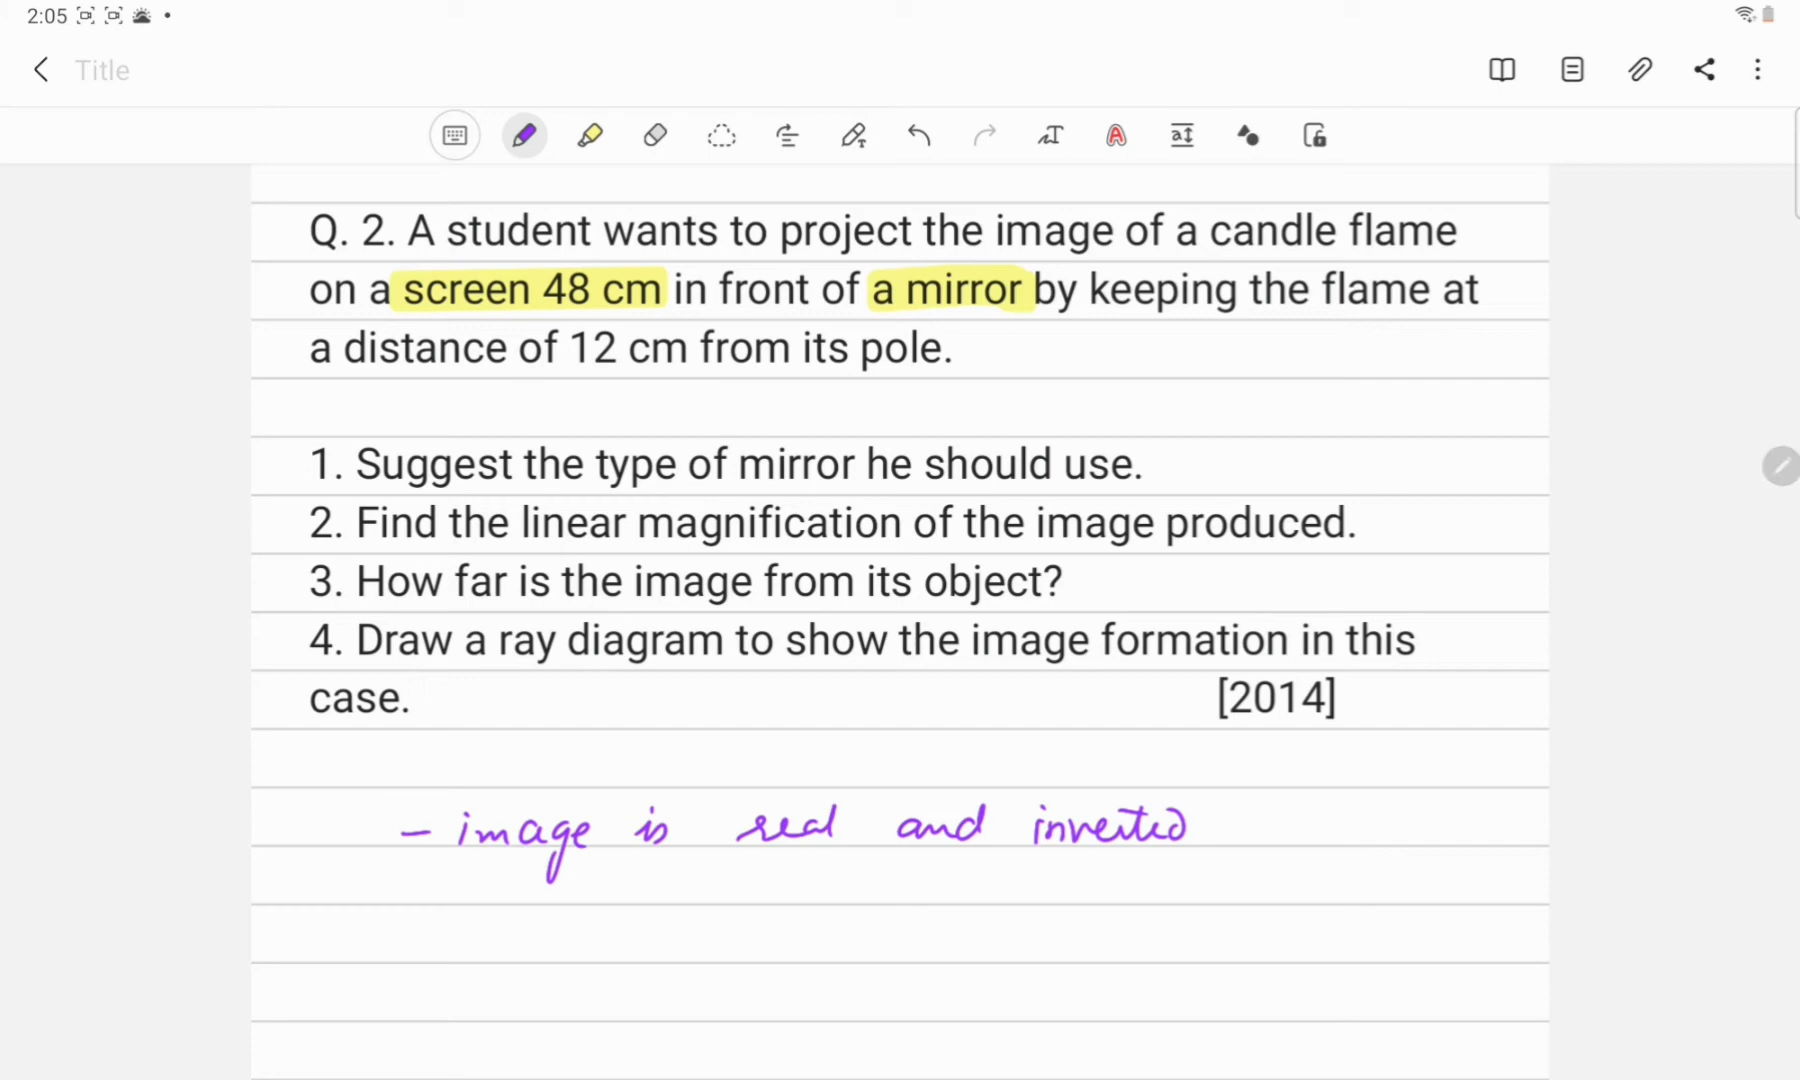 2:05
Title
Q. 2. A student wants to project the image of a candle flame
on a screen 48 cm in front of a mirror by keeping the flame at
a distance of 12 cm from its pole.
1. Suggest the type of mirror he should use.
2. Find the linear magnification of the image produced.
3. How far is the image from its object?
4. Draw a ray diagram to show the image formation in this
case. [2014]
- image is real and inverted